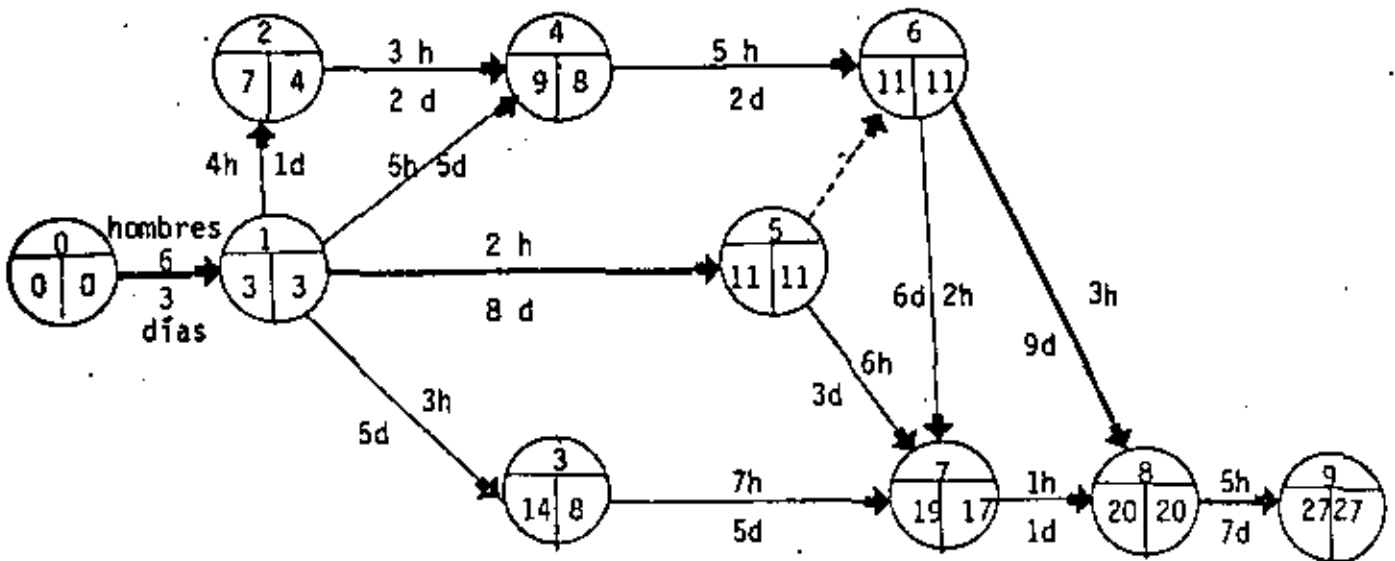 2
7 4
3 h
2 d
4
9 8
5 h
2d
6
11 11
4h 1d
5h 5d
hombres
0
0 0
6
3
días
1
3 3
2 h
8 d
5
11 11
6d 2h
3h
9d
6h
3d
3h
5d
3
14 8
7h
5d
7
19 17
1h
1d
8
20 20
5h
7d
9
27 27